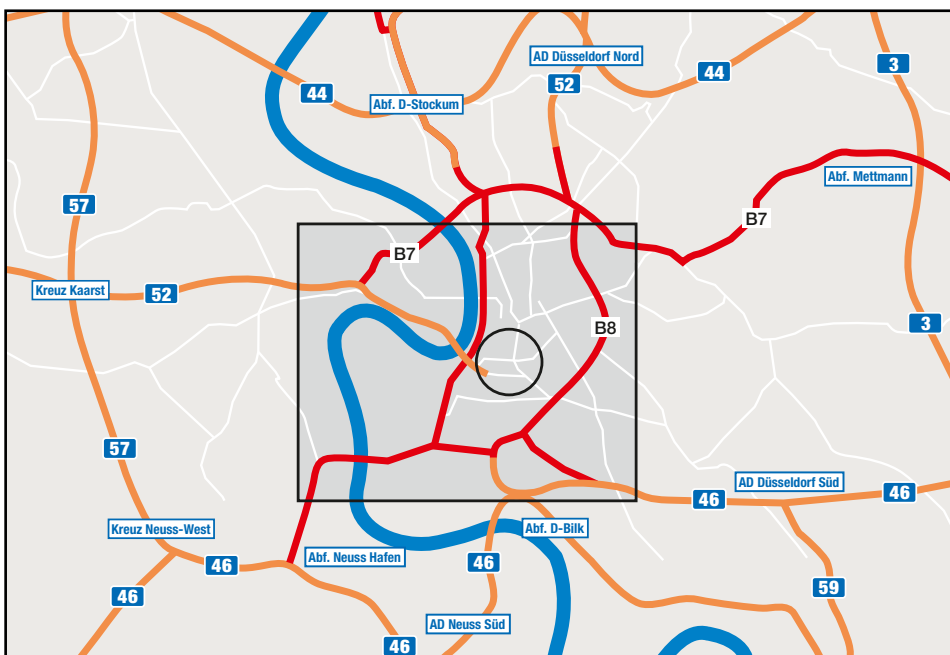 AD Düsseldorf Nord
3
44
52
44
Abf. D-Stockum
Abf. Mettmann
57
B7
B7
Kreuz Kaarst
52
3
B8
57
AD Düsseldorf Süd
46
46
Kreuz Neuss-West
Abf. D-Bilk
Abf. Neuss Hafen
46
46
59
46
AD Neuss Süd
46